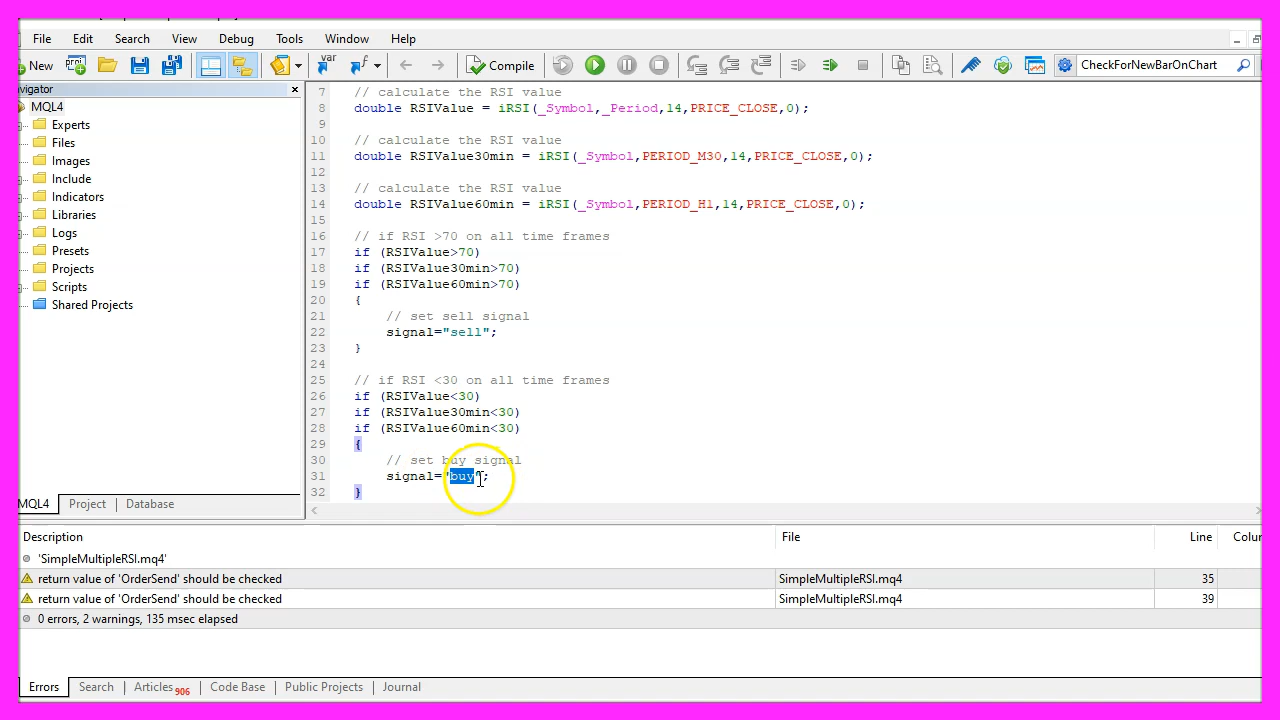 File Edit Search View Debug Tools Window Help
New Compile CheckForNewBarOnChart
avigator ×
MQL4
Experts
Files
Images
Include
Indicators
Libraries
Logs
Presets
Projects
Scripts
Shared Projects
MQL4 Project Database
7 // calculate the RSI value
8 double RSIValue = iRSI(_Symbol,_Period,14,PRICE_CLOSE,0);
9
10 // calculate the RSI value
11 double RSIValue30min = iRSI(_Symbol,PERIOD_M30,14,PRICE_CLOSE,0);
12
13 // calculate the RSI value
14 double RSIValue60min = iRSI(_Symbol,PERIOD_H1,14,PRICE_CLOSE,0);
15
16 // if RSI >70 on all time frames
17 if (RSIValue>70)
18 if (RSIValue30min>70)
19 if (RSIValue60min>70)
20 {
21 // set sell signal
22 signal="sell";
23 }
24
25 // if RSI <30 on all time frames
26 if (RSIValue<30)
27 if (RSIValue30min<30)
28 if (RSIValue60min<30)
29 {
30 // set buy signal
31 signal="buy";
32 }
Description File Line Colur
'SimpleMultipleRSI.mq4'
return value of 'OrderSend' should be checked SimpleMultipleRSI.mq4 35
return value of 'OrderSend' should be checked SimpleMultipleRSI.mq4 39
0 errors, 2 warnings, 135 msec elapsed
Errors Search Articles 906 Code Base Public Projects Journal